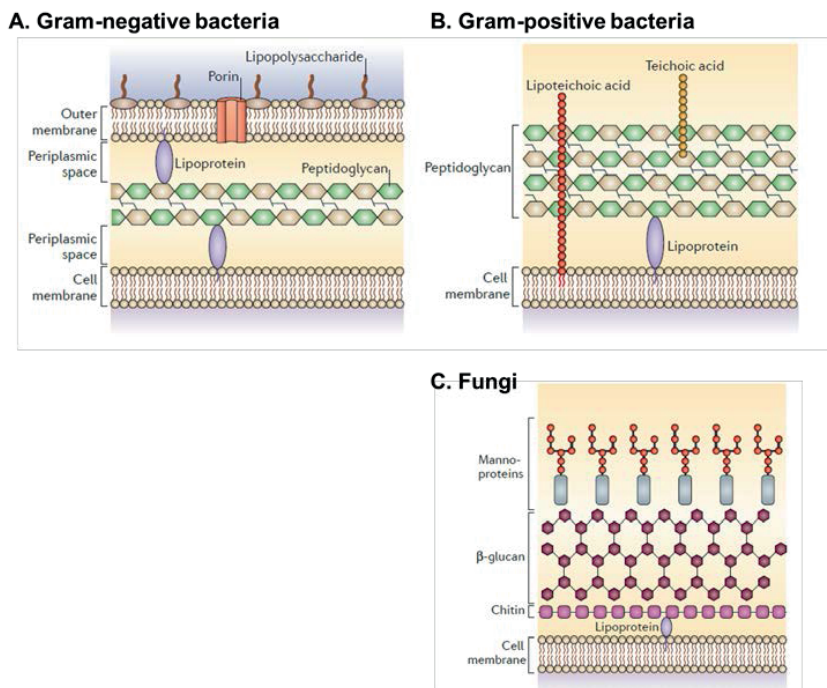 A. Gram-negative bacteria
Lipopolysaccharide
Porin
Outer
membrane
Periplasmic
space
Lipoprotein
Peptidoglycan
Periplasmic
space
Cell
membrane
B. Gram-positive bacteria
Teichoic acid
Lipoteichoic acid
Peptidoglycan
Lipoprotein
Cell
membrane
C. Fungi
Manno-
proteins
β-glucan
Chitin
Lipoprotein
Cell
membrane